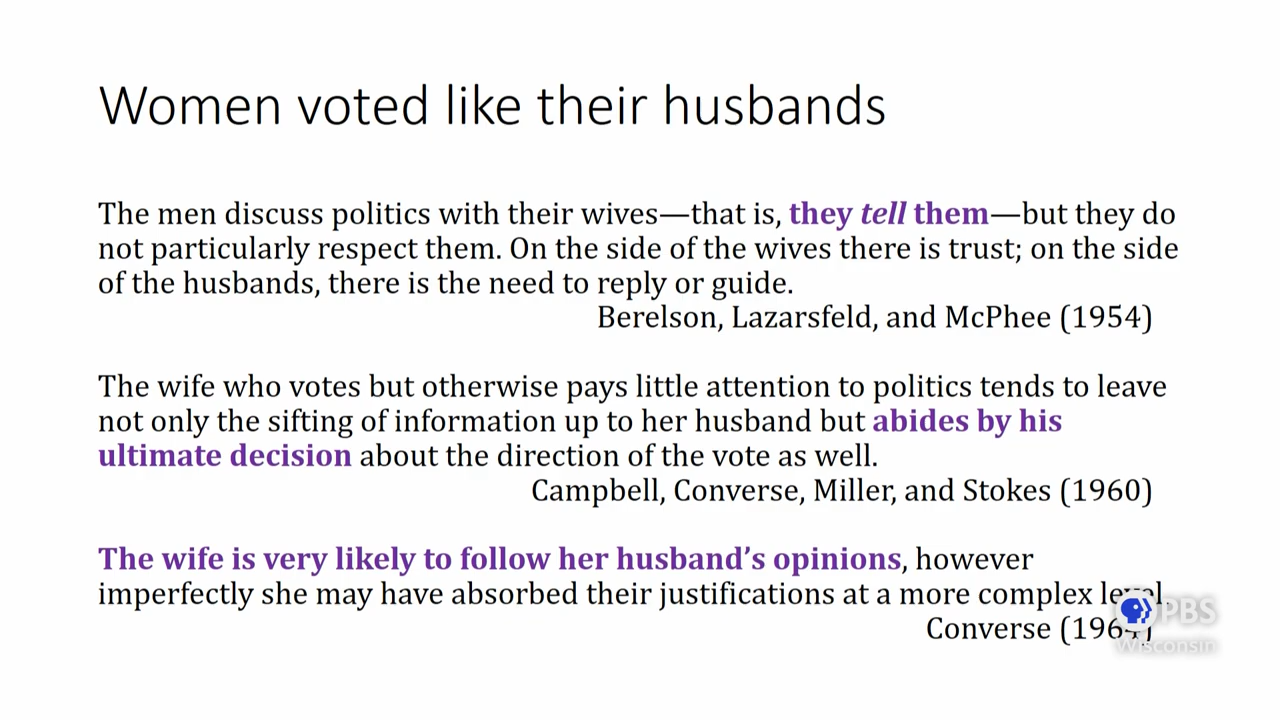 Women voted like their husbands
The men discuss politics with their wives—that is, they tell them—but they do
not particularly respect them. On the side of the wives there is trust; on the side
of the husbands, there is the need to reply or guide.
Berelson, Lazarsfeld, and McPhee (1954)
The wife who votes but otherwise pays little attention to politics tends to leave
not only the sifting of information up to her husband but abides by his
ultimate decision about the direction of the vote as well.
Campbell, Converse, Miller, and Stokes (1960)
The wife is very likely to follow her husband's opinions, however
imperfectly she may have absorbed their justifications at a more complex level.
Converse (1964)
PBS
Wisconsin